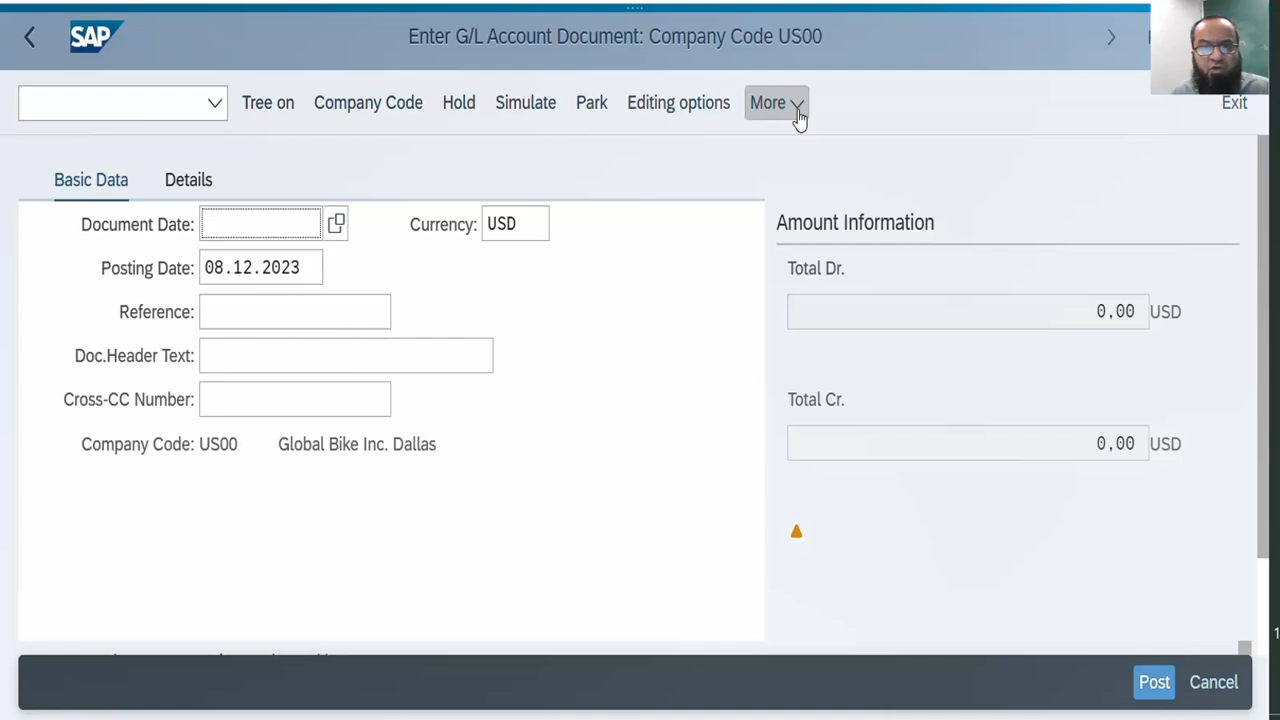 SAP
Enter G/L Account Document: Company Code US00
Tree on Company Code Hold Simulate Park Editing options More Exit
Basic Data Details
Document Date: Currency: USD
Posting Date: 08.12.2023
Reference:
Doc.Header Text:
Cross-CC Number:
Company Code: US00 Global Bike Inc. Dallas
Amount Information
Total Dr.
0,00 USD
Total Cr.
0,00 USD
Post Cancel